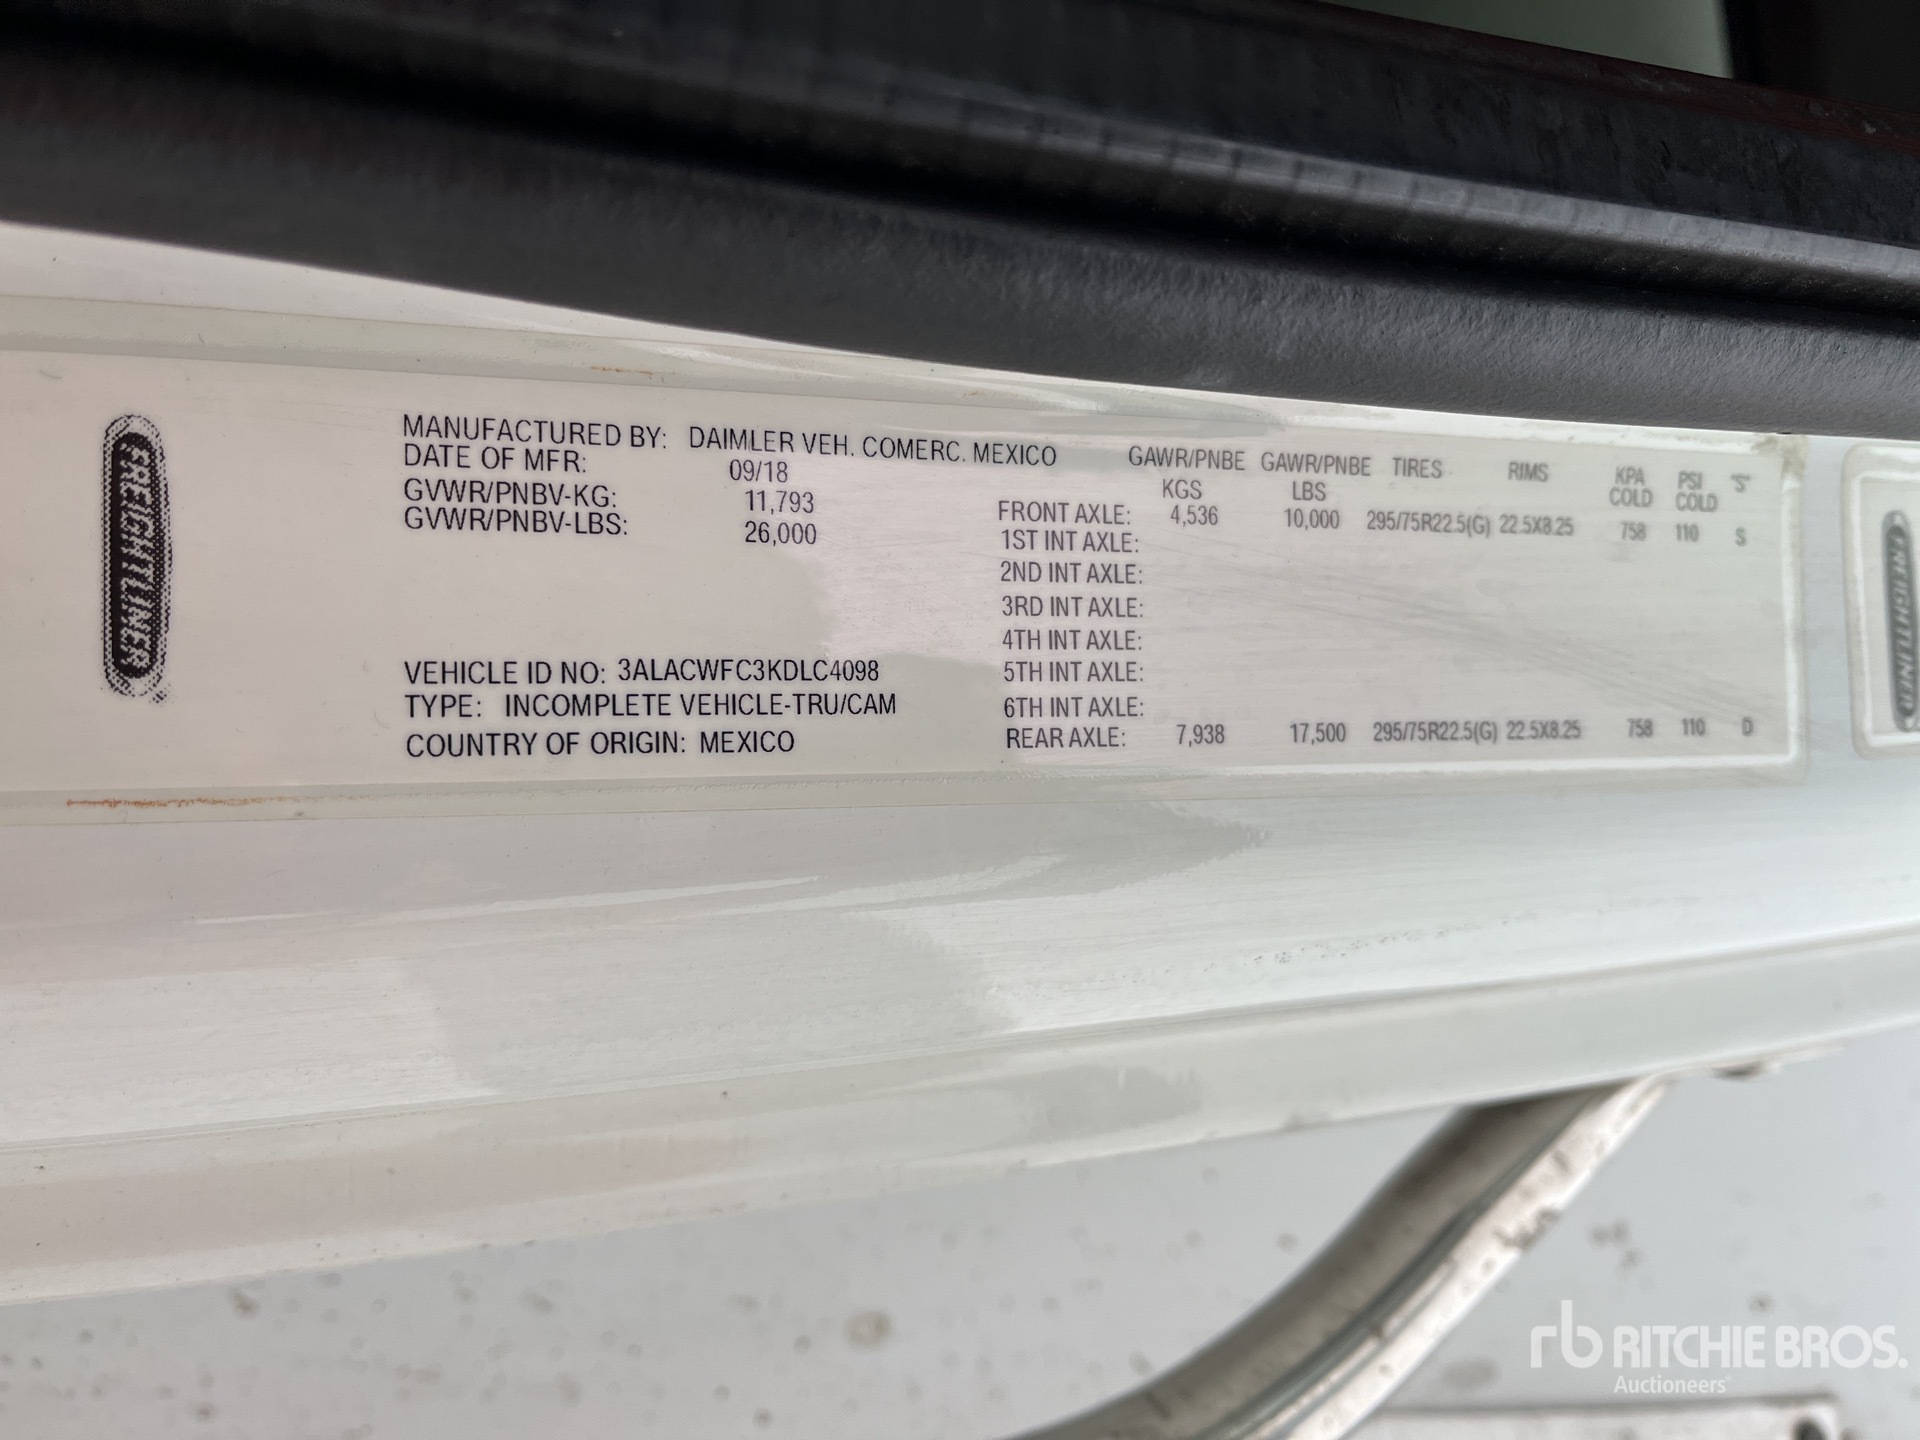 FREIGHTLINER
MANUFACTURED BY: DAIMLER VEH. COMERC. MEXICO
DATE OF MFR: 09/18
GVWR/PNBV-KG: 11,793
GVWR/PNBV-LBS: 26,000
VEHICLE ID NO: 3ALACWFC3KDLC4098
TYPE: INCOMPLETE VEHICLE-TRU/CAM
COUNTRY OF ORIGIN: MEXICO
GAWR/PNBE GAWR/PNBE TIRES RIMS KPA PSI "S"
KGS LBS COLD COLD
FRONT AXLE: 4,536 10,000 295/75R22.5(G) 22.5X8.25 758 110 S
1ST INT AXLE:
2ND INT AXLE:
3RD INT AXLE:
4TH INT AXLE:
5TH INT AXLE:
6TH INT AXLE:
REAR AXLE: 7,938 17,500 295/75R22.5(G) 22.5X8.25 758 110 D
FREIGHTLINER
rb RITCHIE BROS.
Auctioneers